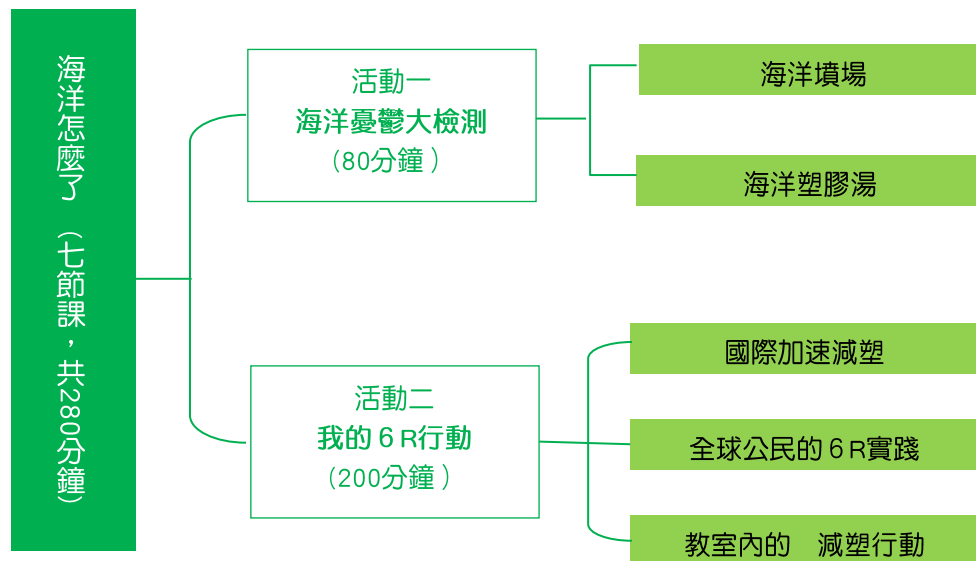 海洋怎麼了（七節課，共280分鐘）
活動一
海洋憂鬱大檢測
（80分鐘）
海洋墳場
海洋塑膠湯
活動二
我的６R行動
（200分鐘）
國際加速減塑
全球公民的６R實踐
教室內的　減塑行動